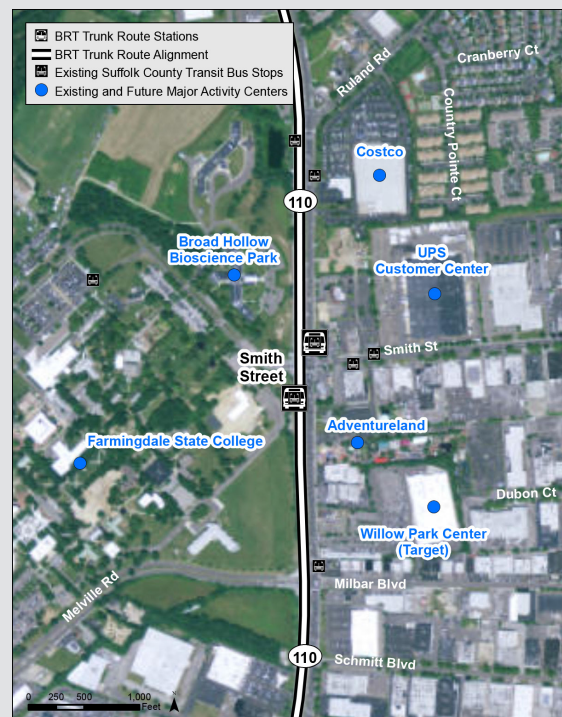 BRT Trunk Route Stations
BRT Trunk Route Alignment
Existing Suffolk County Transit Bus Stops
Existing and Future Major Activity Centers
Ruland Rd
Cranberry Ct
Country Pointe Ct
Costco
110
Broad Hollow
Bioscience Park
UPS
Customer Center
Smith St
Smith
Street
Adventureland
Farmingdale State College
Dubon Ct
Willow Park Center
(Target)
Milbar Blvd
Melville Rd
110
Schmitt Blvd
0 250 500 1,000
Feet
N